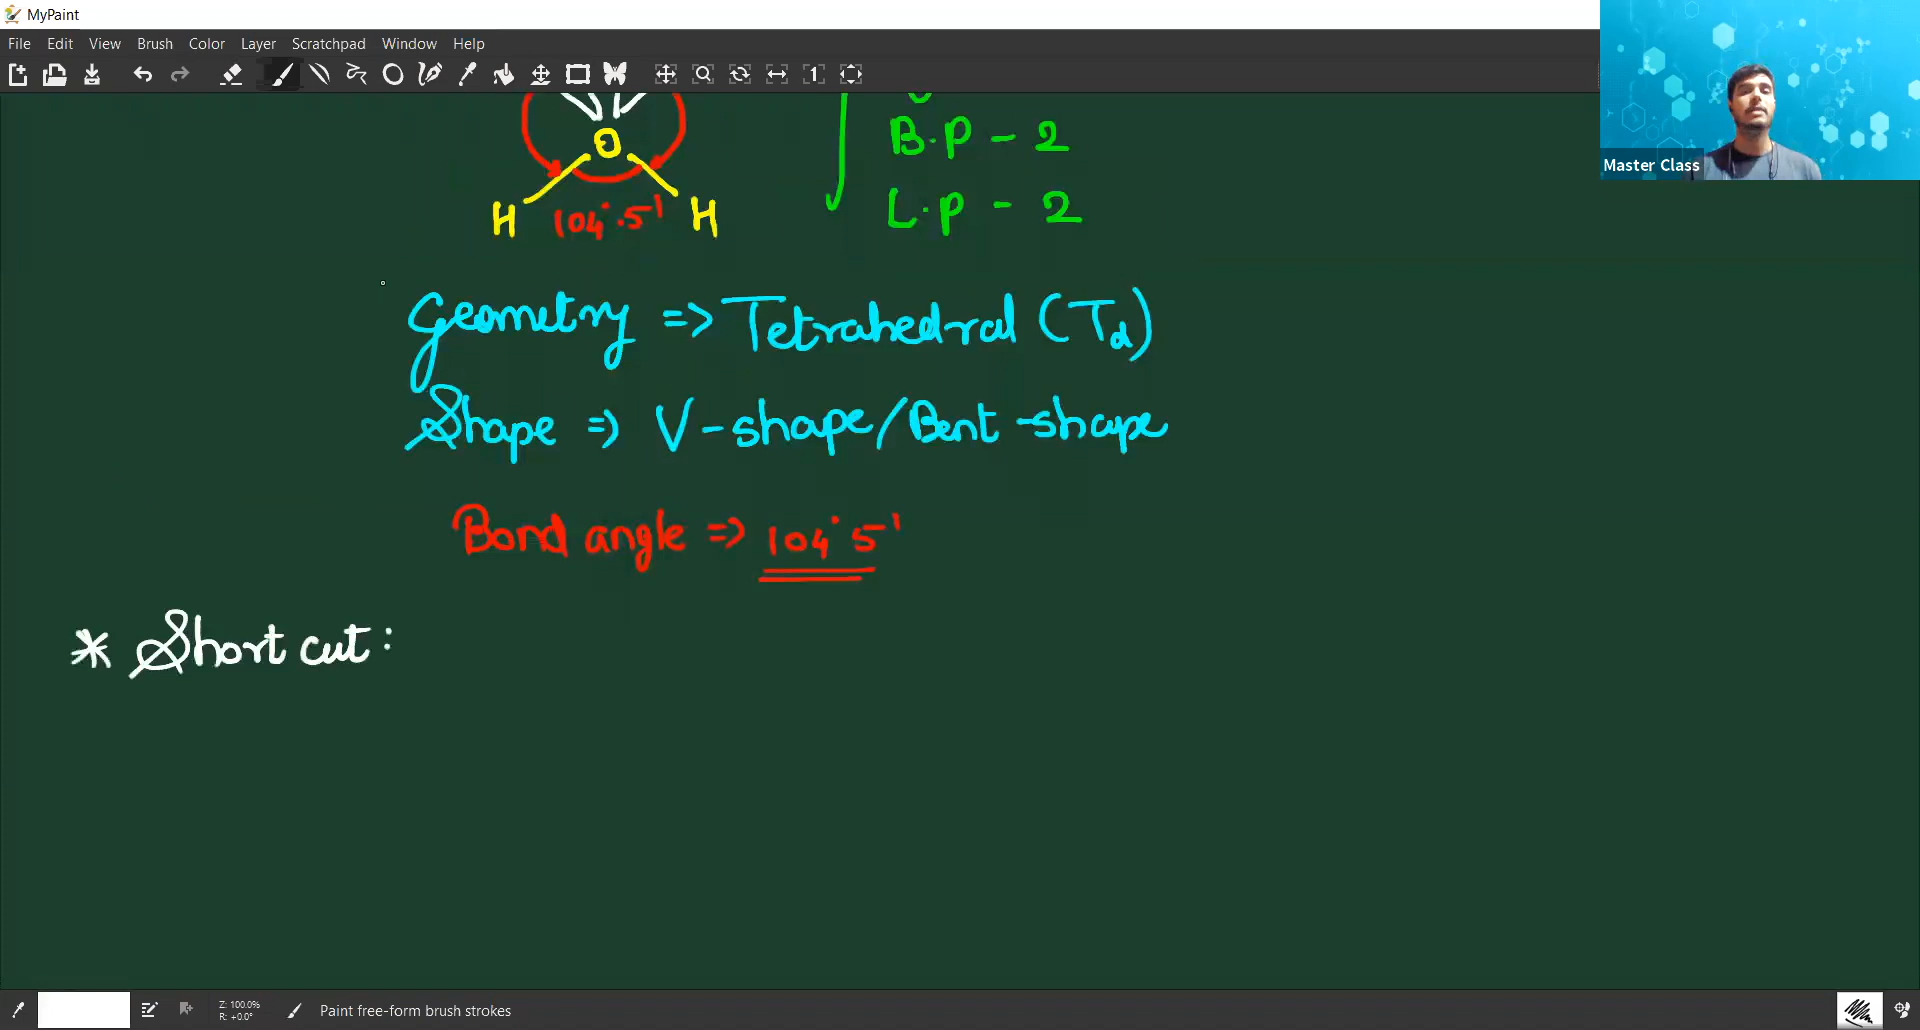 MyPaint
File Edit View Brush Color Layer Scratchpad Window Help
1
Master Class
O
H H
104°.5'
B.P - 2
L.P - 2
Geometry => Tetrahedral (Td)
Shape => V-shape/Bent-shape
Bond angle => 104°5'
* Short cut:
Z: 100.0%
R: +0.0°
Paint free-form brush strokes